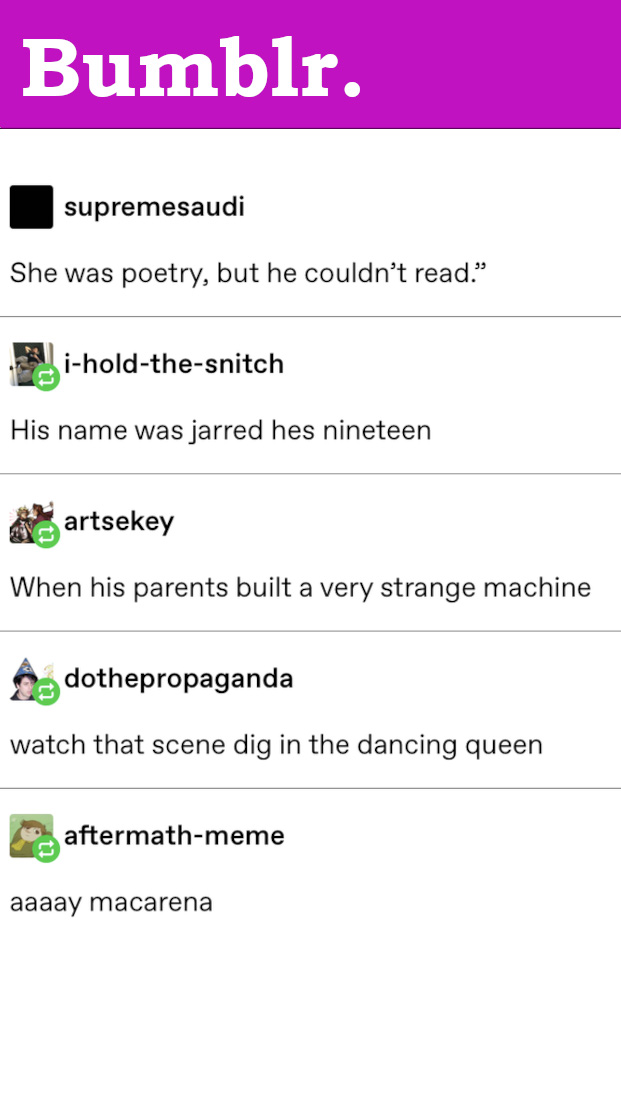 Bumblr.
supremesaudi
She was poetry, but he couldn’t read.”
i-hold-the-snitch
His name was jarred hes nineteen
artsekey
When his parents built a very strange machine
dothepropaganda
watch that scene dig in the dancing queen
aftermath-meme
aaaay macarena